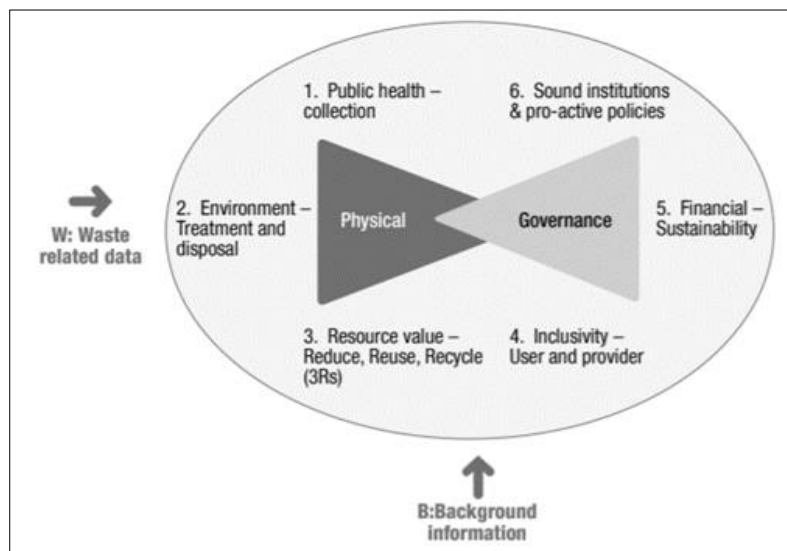 1. Public health –
collection
6. Sound institutions
& pro-active policies
2. Environment –
Treatment and
disposal
Physical
Governance
5. Financial –
Sustainability
W: Waste
related data
3. Resource value –
Reduce, Reuse, Recycle
(3Rs)
4. Inclusivity –
User and provider
B:Background
information